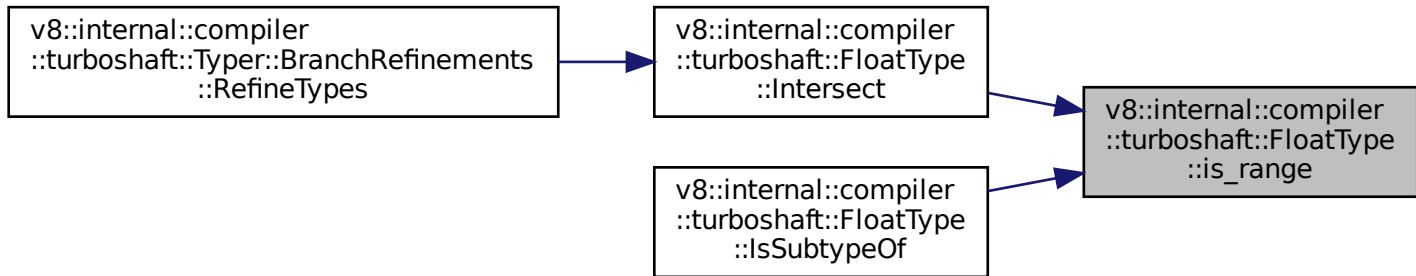 v8::internal::compiler
::turboshaft::Typer::BranchRefinements
::RefineTypes
v8::internal::compiler
::turboshaft::FloatType
::Intersect
v8::internal::compiler
::turboshaft::FloatType
::is_range
v8::internal::compiler
::turboshaft::FloatType
::IsSubtypeOf